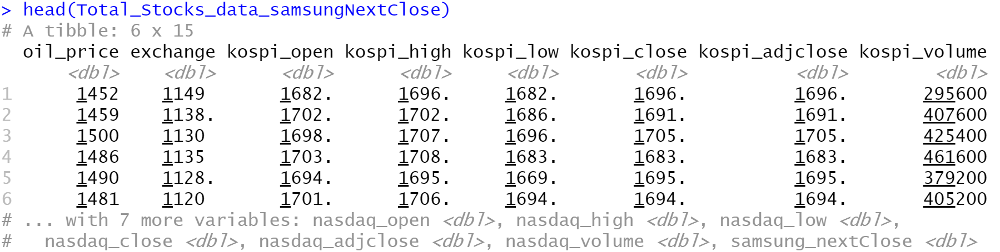 > head(Total_Stocks_data_samsungNextClose)
# A tibble: 6 x 15
  oil_price exchange kospi_open kospi_high kospi_low kospi_close kospi_adjclose kospi_volume
      <dbl>    <dbl>      <dbl>      <dbl>     <dbl>       <dbl>          <dbl>        <dbl>
1      1452    1149       1682.      1696.     1682.       1696.          1696.       295600
2      1459    1138.      1702.      1702.     1686.       1691.          1691.       407600
3      1500    1130       1698.      1707.     1696.       1705.          1705.       425400
4      1486    1135       1703.      1708.     1683.       1683.          1683.       461600
5      1490    1128.      1694.      1695.     1669.       1695.          1695.       379200
6      1481    1120       1701.      1706.     1694.       1694.          1694.       405200
# ... with 7 more variables: nasdaq_open <dbl>, nasdaq_high <dbl>, nasdaq_low <dbl>,
#   nasdaq_close <dbl>, nasdaq_adjclose <dbl>, nasdaq_volume <dbl>, samsung_nextClose <dbl>